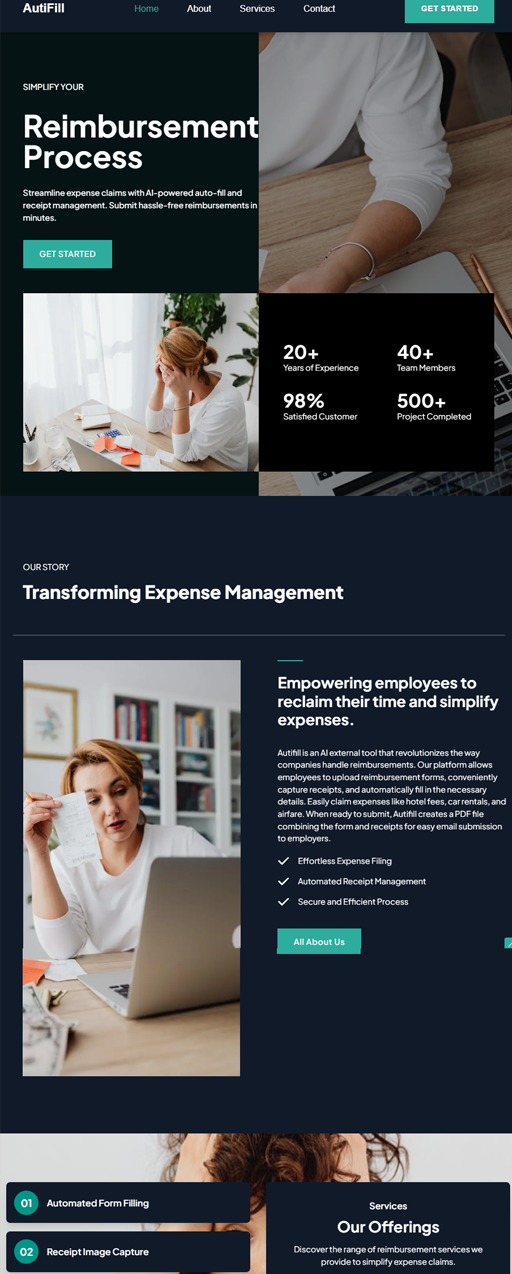 AutiFill
Home About Services Contact
GET STARTED
SIMPLIFY YOUR
Reimbursement
Process
Streamline expense claims with AI-powered auto-fill and
receipt management. Submit hassle-free reimbursements in
minutes.
GET STARTED
20+
Years of Experience
40+
Team Members
98%
Satisfied Customer
500+
Project Completed
OUR STORY
Transforming Expense Management
Empowering employees to
reclaim their time and simplify
expenses.
Autifill is an AI external tool that revolutionizes the way
companies handle reimbursements. Our platform allows
employees to upload reimbursement forms, conveniently
capture receipts, and automatically fill in the necessary
details. Easily claim expenses like hotel fees, car rentals, and
airfare. When ready to submit, Autifill creates a PDF file
combining the form and receipts for easy email submission
to employers.
Effortless Expense Filing
Automated Receipt Management
Secure and Efficient Process
All About Us
01 Automated Form Filling
02 Receipt Image Capture
Services
Our Offerings
Discover the range of reimbursement services we
provide to simplify expense claims.